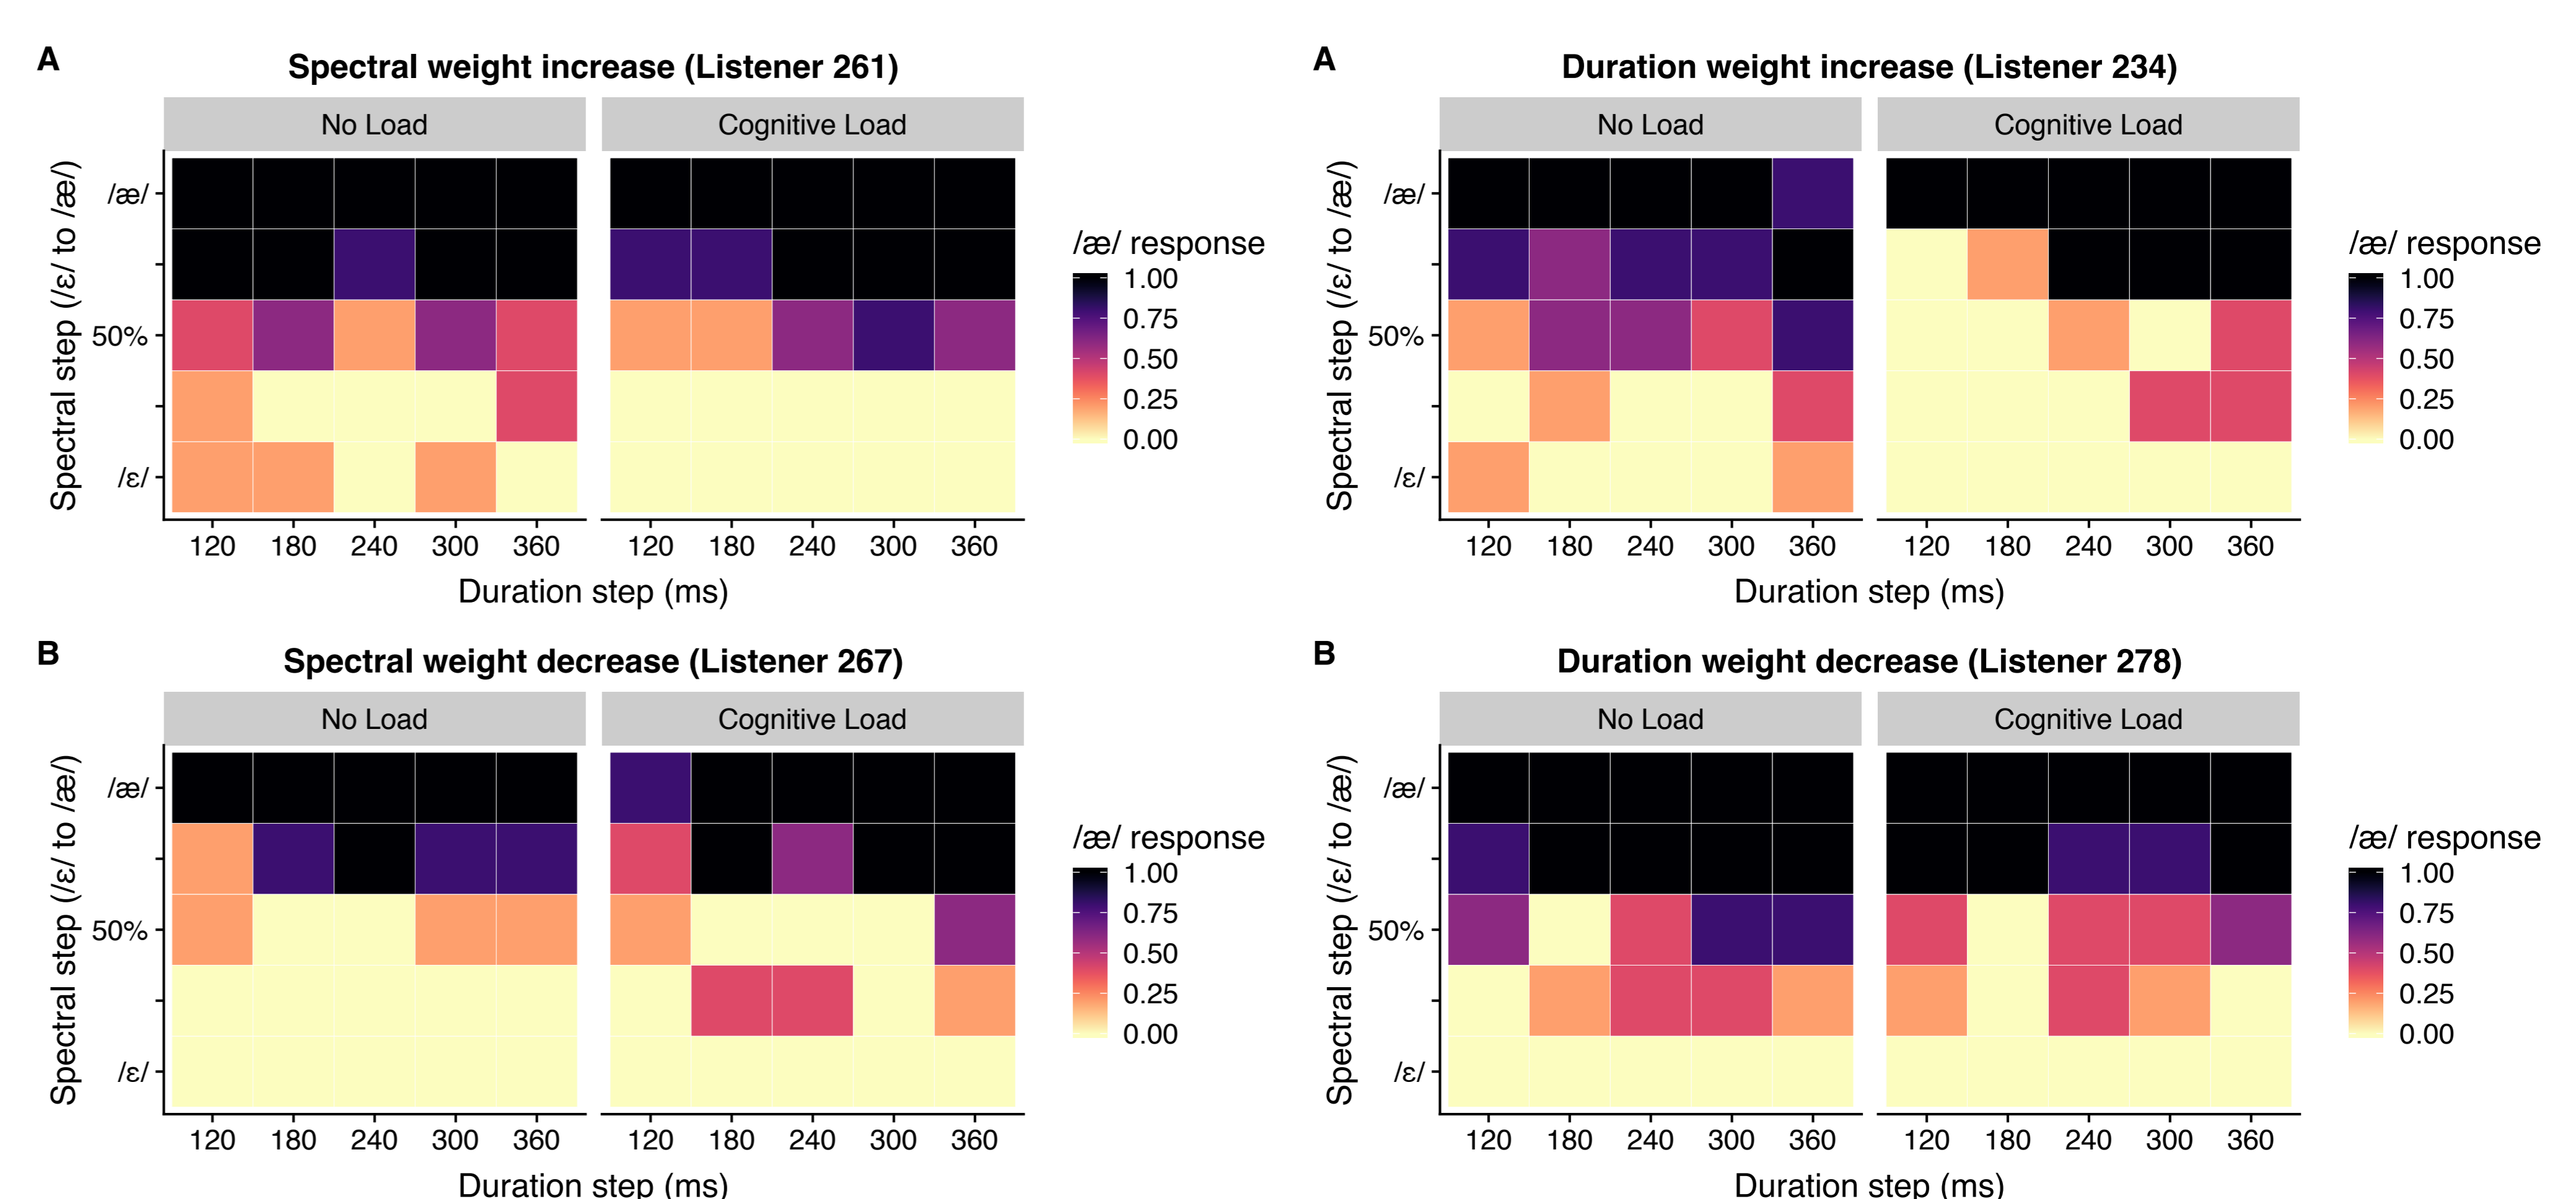 A
Spectral weight increase (Listener 261)
No Load
Cognitive Load
Spectral step (/ɛ/ to /æ/)
/æ/
50%
/ɛ/
120 180 240 300 360
120 180 240 300 360
Duration step (ms)
/æ/ response
1.00
0.75
0.50
0.25
0.00
B
Spectral weight decrease (Listener 267)
No Load
Cognitive Load
Spectral step (/ɛ/ to /æ/)
/æ/
50%
/ɛ/
120 180 240 300 360
120 180 240 300 360
Duration step (ms)
/æ/ response
1.00
0.75
0.50
0.25
0.00
A
Duration weight increase (Listener 234)
No Load
Cognitive Load
Spectral step (/ɛ/ to /æ/)
/æ/
50%
/ɛ/
120 180 240 300 360
120 180 240 300 360
Duration step (ms)
/æ/ response
1.00
0.75
0.50
0.25
0.00
B
Duration weight decrease (Listener 278)
No Load
Cognitive Load
Spectral step (/ɛ/ to /æ/)
/æ/
50%
/ɛ/
120 180 240 300 360
120 180 240 300 360
Duration step (ms)
/æ/ response
1.00
0.75
0.50
0.25
0.00